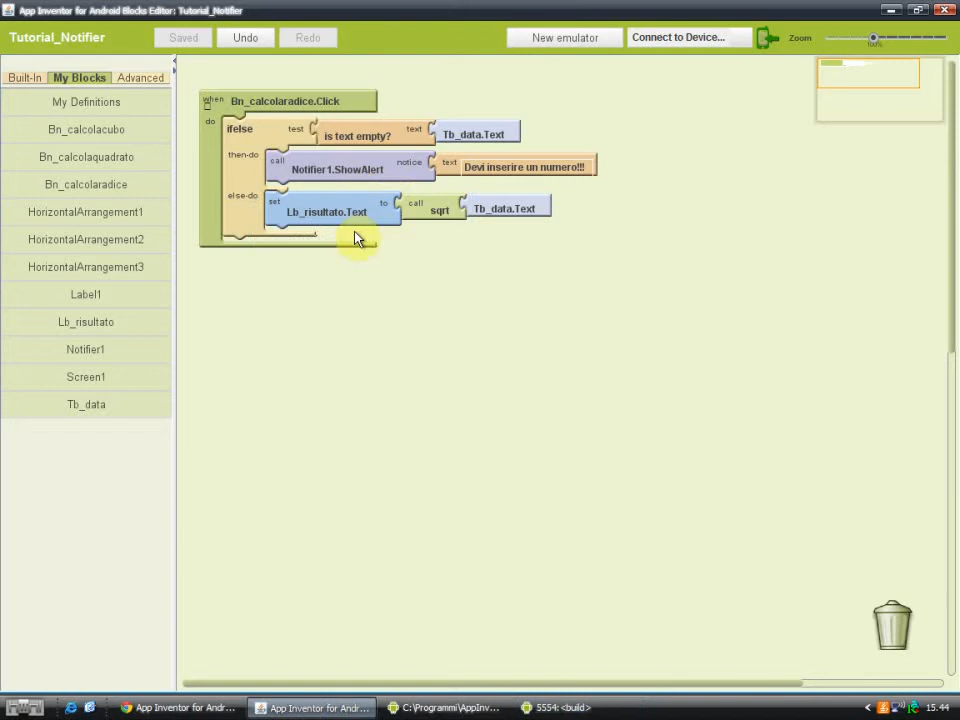 App Inventor for Android Blocks Editor: Tutorial_Notifier
Tutorial_Notifier
Saved
Undo
Redo
New emulator
Connect to Device...
Zoom
100%
Built-In
My Blocks
Advanced
My Definitions
Bn_calcolacubo
Bn_calcolaquadrato
Bn_calcolaradice
HorizontalArrangement1
HorizontalArrangement2
HorizontalArrangement3
Label1
Lb_risultato
Notifier1
Screen1
Tb_data
when Bn_calcolaradice.Click
do ifelse test is text empty? text Tb_data.Text
then-do call Notifier1.ShowAlert notice text Devi inserire un numero!!!
else-do set Lb_risultato.Text to call sqrt Tb_data.Text
App Inventor for Andr...
App Inventor for Andr...
C:\Programmi\AppInv...
5554:<build>
15.44